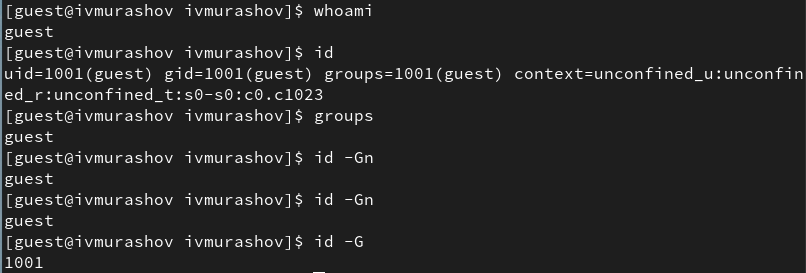 [guest@ivmurashov ivmurashov]$ whoami
guest
[guest@ivmurashov ivmurashov]$ id
uid=1001(guest) gid=1001(guest) groups=1001(guest) context=unconfined_u:unconfin
ed_r:unconfined_t:s0-s0:c0.c1023
[guest@ivmurashov ivmurashov]$ groups
guest
[guest@ivmurashov ivmurashov]$ id -Gn
guest
[guest@ivmurashov ivmurashov]$ id -Gn
guest
[guest@ivmurashov ivmurashov]$ id -G
1001